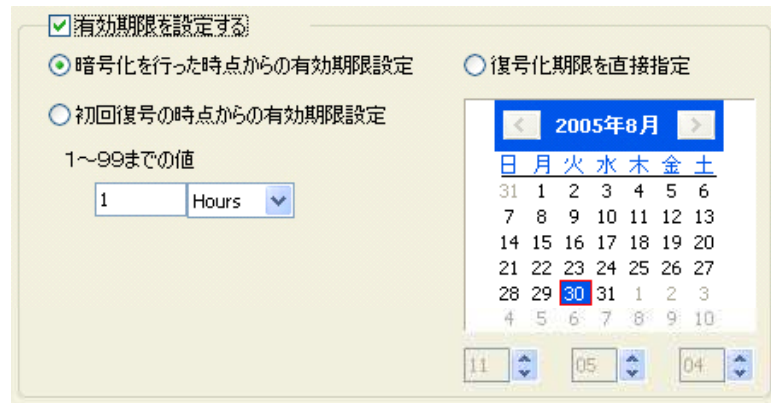 有効期限を設定する
暗号化を行った時点からの有効期限設定
初回復号の時点からの有効期限設定
1～99までの値
1 Hours
復号化期限を直接指定
2005年8月
日 月 火 水 木 金 土
31 1 2 3 4 5 6
7 8 9 10 11 12 13
14 15 16 17 18 19 20
21 22 23 24 25 26 27
28 29 30 31 1 2 3
4 5 6 7 8 9 10
11 05 04